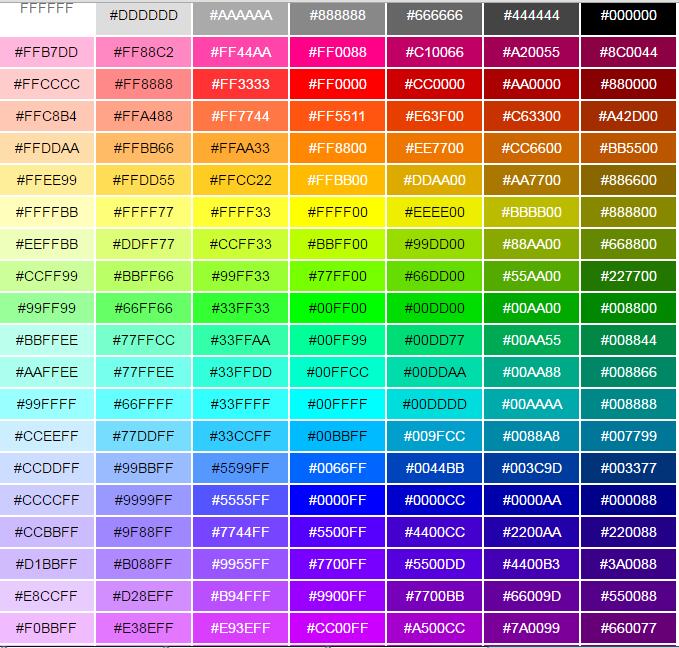 FFFFFF #DDDDDD #AAAAAA #888888 #666666 #444444 #000000
#FFB7DD #FF88C2 #FF44AA #FF0088 #C10066 #A20055 #8C0044
#FFCCCC #FF8888 #FF3333 #FF0000 #CC0000 #AA0000 #880000
#FFC8B4 #FFA488 #FF7744 #FF5511 #E63F00 #C63300 #A42D00
#FFDDAA #FFBB66 #FFAA33 #FF8800 #EE7700 #CC6600 #BB5500
#FFEE99 #FFDD55 #FFCC22 #FFBB00 #DDAA00 #AA7700 #886600
#FFFFBB #FFFF77 #FFFF33 #FFFF00 #EEEE00 #BBBB00 #888800
#EEFFBB #DDFF77 #CCFF33 #BBFF00 #99DD00 #88AA00 #668800
#CCFF99 #BBFF66 #99FF33 #77FF00 #66DD00 #55AA00 #227700
#99FF99 #66FF66 #33FF33 #00FF00 #00DD00 #00AA00 #008800
#BBFFEE #77FFCC #33FFAA #00FF99 #00DD77 #00AA55 #008844
#AAFFEE #77FFEE #33FFDD #00FFCC #00DDAA #00AA88 #008866
#99FFFF #66FFFF #33FFFF #00FFFF #00DDDD #00AAAA #008888
#CCEEFF #77DDFF #33CCFF #00BBFF #009FCC #0088A8 #007799
#CCDDFF #99BBFF #5599FF #0066FF #0044BB #003C9D #003377
#CCCCFF #9999FF #5555FF #0000FF #0000CC #0000AA #000088
#CCBBFF #9F88FF #7744FF #5500FF #4400CC #2200AA #220088
#D1BBFF #B088FF #9955FF #7700FF #5500DD #4400B3 #3A0088
#E8CCFF #D28EFF #B94FFF #9900FF #7700BB #66009D #550088
#F0BBFF #E38EFF #E93EFF #CC00FF #A500CC #7A0099 #660077